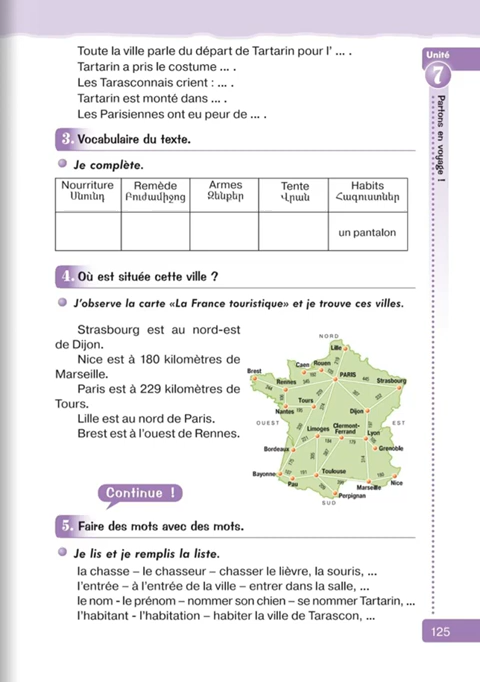 Toute la ville parle du départ de Tartarin pour l' ... .
Tartarin a pris le costume ... .
Les Tarasconnais crient : ... .
Tartarin est monté dans ... .
Les Parisiennes ont eu peur de ... .
Unité
7
Partons en voyage !
3. Vocabulaire du texte.
Je complète.
Nourriture Remède Armes Tente Habits
Սնունդ Բուժամիջոց Զենքեր Վրան Հագուստներ
un pantalon
4. Où est située cette ville ?
J'observe la carte «La France touristique» et je trouve ces villes.
Strasbourg est au nord-est
de Dijon.
Nice est à 180 kilomètres de
Marseille.
Paris est à 229 kilomètres de
Tours.
Lille est au nord de Paris.
Brest est à l'ouest de Rennes.
NORD
Lille
Caen Rouen
Brest
PARIS
Rennes
Strasbourg
Tours
Nantes
Dijon
OUEST
EST
Limoges
Clermont-
Ferrand
Lyon
Bordeaux
Grenoble
Bayonne
Toulouse
Pau
Marseille
Nice
Perpignan
SUD
Continue !
5. Faire des mots avec des mots.
Je lis et je remplis la liste.
la chasse – le chasseur – chasser le lièvre, la souris, ...
l'entrée – à l'entrée de la ville – entrer dans la salle, ...
le nom - le prénom – nommer son chien – se nommer Tartarin, ...
l'habitant - l'habitation – habiter la ville de Tarascon, ...
125